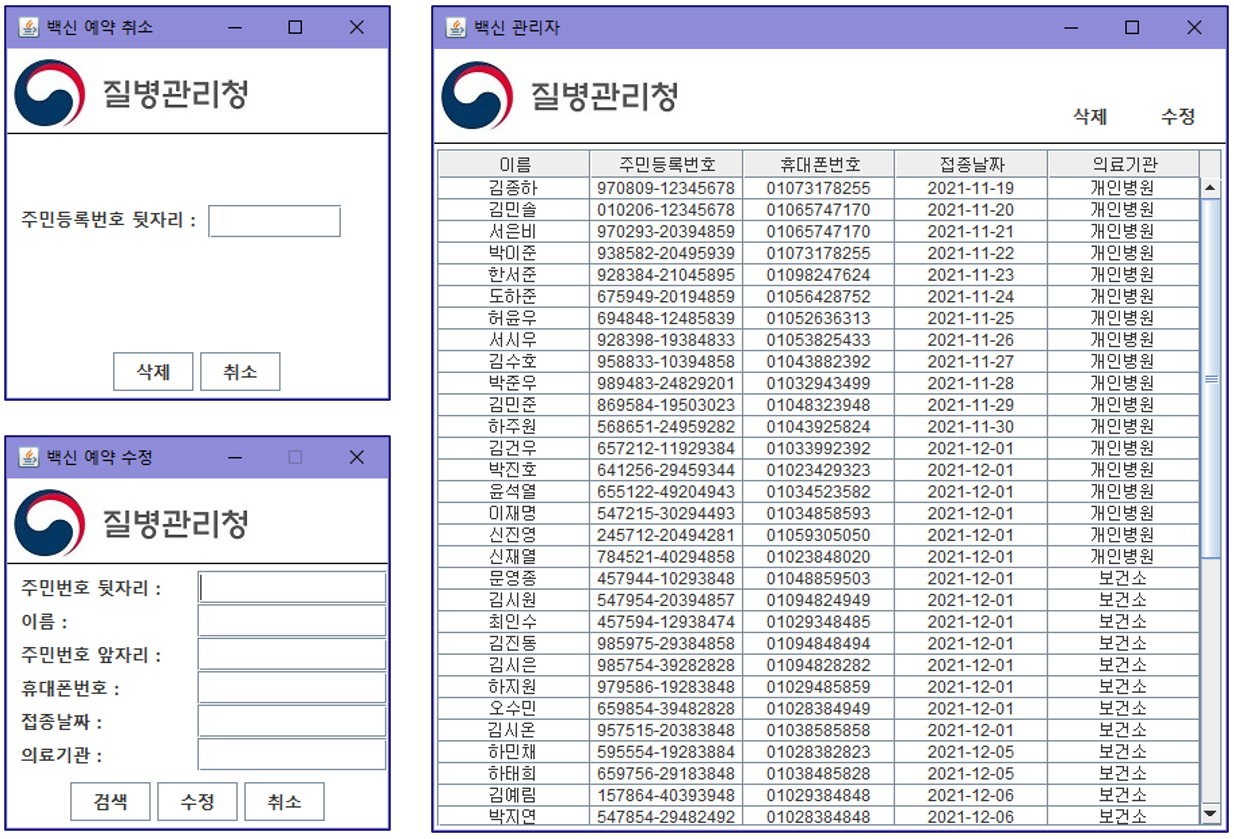 백신 예약 취소
질병관리청
주민등록번호 뒷자리 :
삭제 취소
백신 예약 수정
질병관리청
주민번호 뒷자리 :
이름 :
주민번호 앞자리 :
휴대폰번호 :
접종날짜 :
의료기관 :
검색 수정 취소
백신 관리자
질병관리청
삭제 수정
이름 주민등록번호 휴대폰번호 접종날짜 의료기관
김종하 970809-12345678 01073178255 2021-11-19 개인병원
김민솔 010206-12345678 01065747170 2021-11-20 개인병원
서은비 970293-20394859 01065747170 2021-11-21 개인병원
박이준 938582-20495939 01073178255 2021-11-22 개인병원
한서준 928384-21045895 01098247624 2021-11-23 개인병원
도하준 675949-20194859 01056428752 2021-11-24 개인병원
허윤우 694848-12485839 01052636313 2021-11-25 개인병원
서시우 928398-19384833 01053825433 2021-11-26 개인병원
김수호 958833-10394858 01043882392 2021-11-27 개인병원
박준우 989483-24829201 01032943499 2021-11-28 개인병원
김민준 869584-19503023 01048323948 2021-11-29 개인병원
하주원 568651-24959282 01043925824 2021-11-30 개인병원
김건우 657212-11929384 01033992392 2021-12-01 개인병원
박진호 641256-29459344 01023429323 2021-12-01 개인병원
윤석열 655122-49204943 01034523582 2021-12-01 개인병원
이재명 547215-30294493 01034858593 2021-12-01 개인병원
신진영 245712-20494281 01059305050 2021-12-01 개인병원
신재열 784521-40294858 01023848020 2021-12-01 개인병원
문영종 457944-10293848 01048859503 2021-12-01 보건소
김시원 547954-20394857 01094824949 2021-12-01 보건소
최인수 457594-12938474 01029348485 2021-12-01 보건소
김진동 985975-29384858 01094848494 2021-12-01 보건소
김시은 985754-39282828 01094828282 2021-12-01 보건소
하지원 979586-19283848 01029485859 2021-12-01 보건소
오수민 659854-39482828 01028384949 2021-12-01 보건소
김시온 957515-20383848 01038585858 2021-12-01 보건소
하민채 595554-19283884 01028382823 2021-12-05 보건소
하태희 659756-29183848 01038485828 2021-12-05 보건소
김예림 157864-40393948 01029384848 2021-12-06 보건소
박지연 547854-29482492 01028384848 2021-12-06 보건소